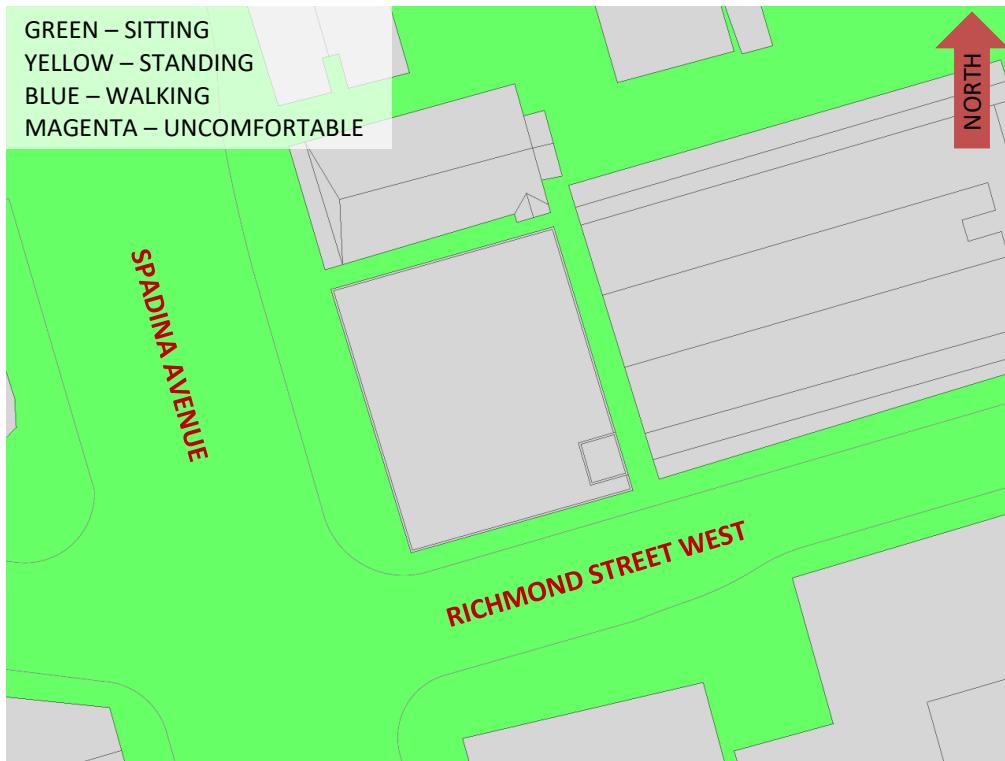 GREEN – SITTING
YELLOW – STANDING
BLUE – WALKING
MAGENTA – UNCOMFORTABLE
NORTH
SPADINA AVENUE
RICHMOND STREET WEST